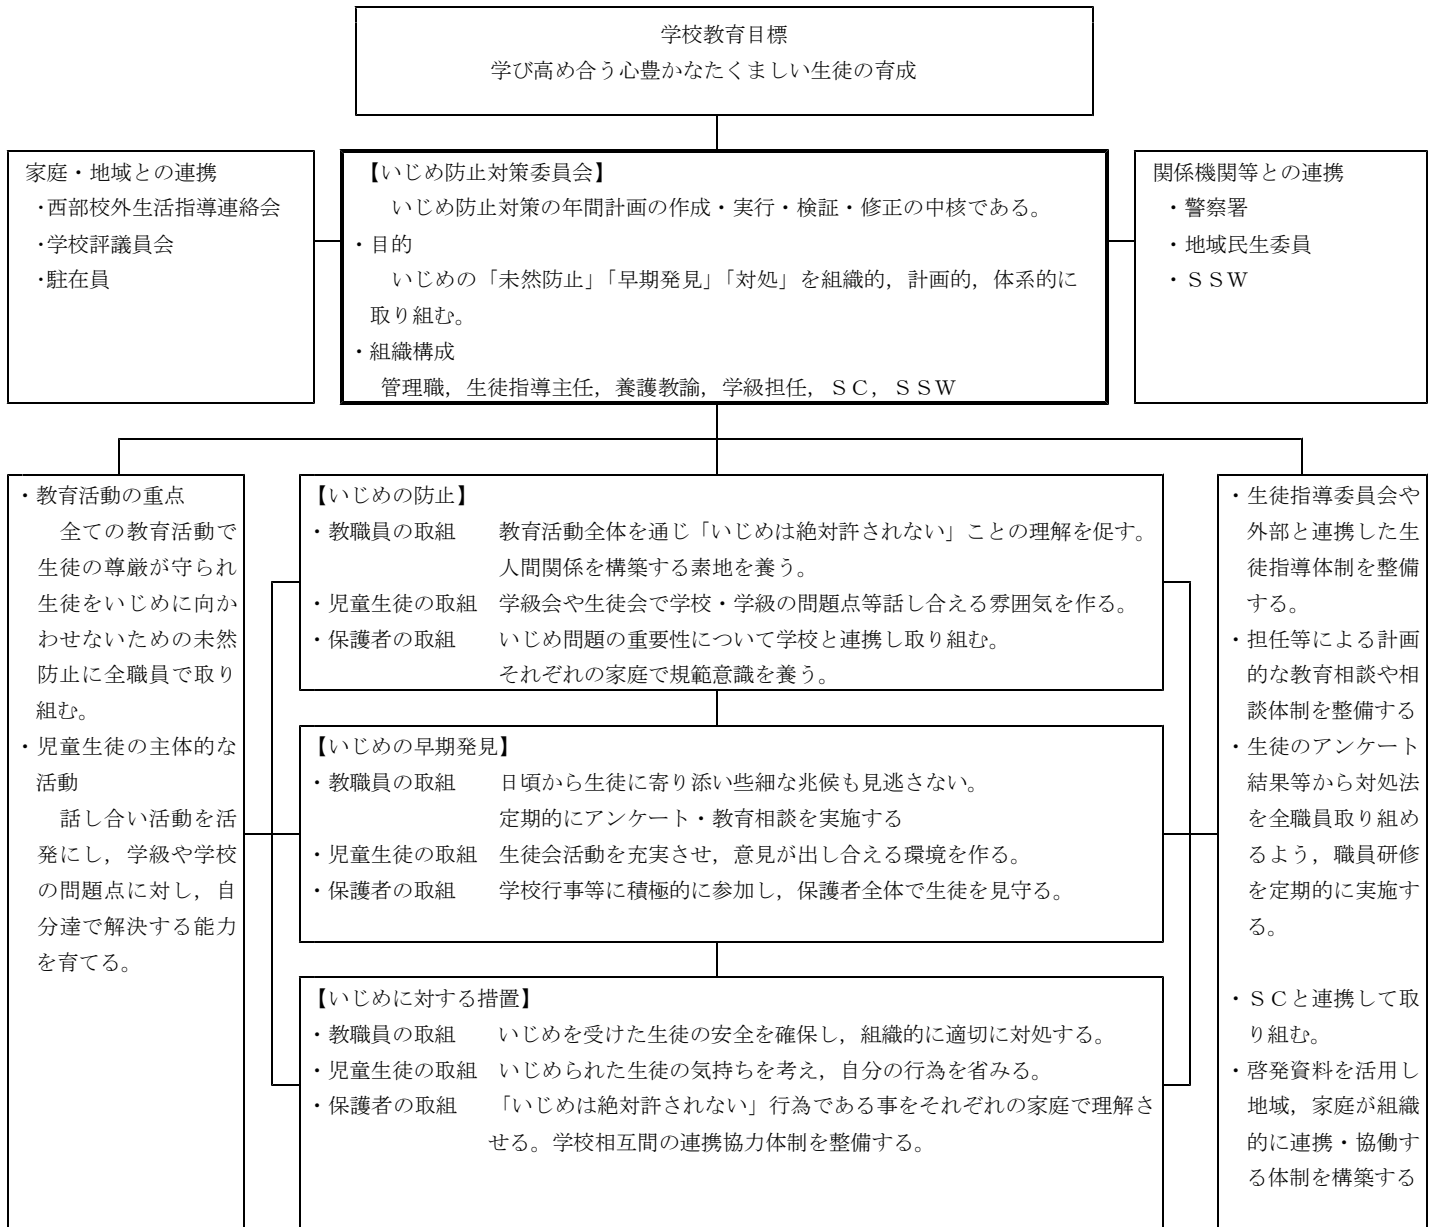 学校教育目標
学び高め合う心豊かなたくましい生徒の育成
家庭・地域との連携
・西部校外生活指導連絡会
・学校評議員会
・駐在員
【いじめ防止対策委員会】
いじめ防止対策の年間計画の作成・実行・検証・修正の中核である。
・目的
いじめの「未然防止」「早期発見」「対処」を組織的，計画的，体系的に
取り組む。
・組織構成
管理職，生徒指導主任，養護教諭，学級担任，ＳＣ，ＳＳＷ
関係機関等との連携
・警察署
・地域民生委員
・ＳＳＷ
・教育活動の重点
全ての教育活動で
生徒の尊厳が守られ
生徒をいじめに向か
わせないための未然
防止に全職員で取り
組む。
・児童生徒の主体的な
活動
話し合い活動を活
発にし，学級や学校
の問題点に対し，自
分達で解決する能力
を育てる。
【いじめの防止】
・教職員の取組　教育活動全体を通じ「いじめは絶対許されない」ことの理解を促す。
人間関係を構築する素地を養う。
・児童生徒の取組　学級会や生徒会で学校・学級の問題点等話し合える雰囲気を作る。
・保護者の取組　いじめ問題の重要性について学校と連携し取り組む。
それぞれの家庭で規範意識を養う。
【いじめの早期発見】
・教職員の取組　日頃から生徒に寄り添い些細な兆候も見逃さない。
定期的にアンケート・教育相談を実施する
・児童生徒の取組　生徒会活動を充実させ，意見が出し合える環境を作る。
・保護者の取組　学校行事等に積極的に参加し，保護者全体で生徒を見守る。
【いじめに対する措置】
・教職員の取組　いじめを受けた生徒の安全を確保し，組織的に適切に対処する。
・児童生徒の取組　いじめられた生徒の気持ちを考え，自分の行為を省みる。
・保護者の取組　「いじめは絶対許されない」行為である事をそれぞれの家庭で理解さ
せる。学校相互間の連携協力体制を整備する。
・生徒指導委員会や
外部と連携した生
徒指導体制を整備
する。
・担任等による計画
的な教育相談や相
談体制を整備する
・生徒のアンケート
結果等から対処法
を全職員取り組め
るよう，職員研修
を定期的に実施す
る。
・ＳＣと連携して取
り組む。
・啓発資料を活用し
地域，家庭が組織
的に連携・協働す
る体制を構築する